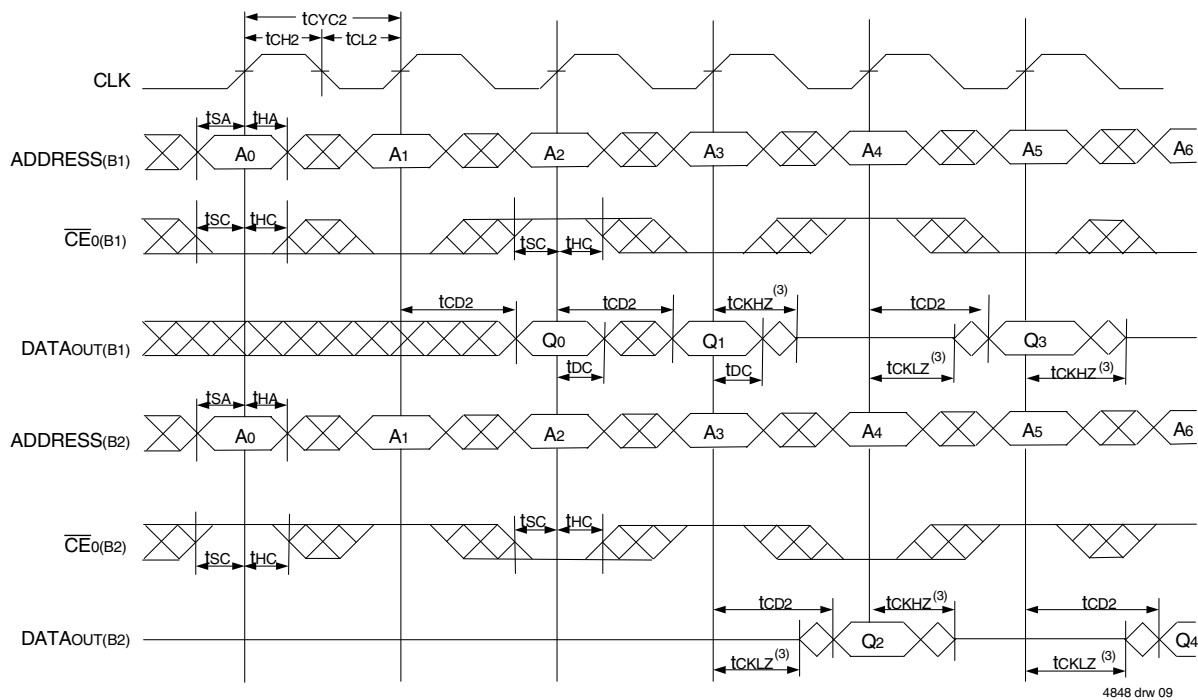 tCYC2
tCH2 tCL2
CLK
tSA tHA
ADDRESS(B1) A0 A1 A2 A3 A4 A5 A6
tSC tHC
CE0(B1)
tSC tHC
tCD2 tCD2 tCKHZ(3) tCD2
DATAOUT(B1) Q0 Q1 Q3
tDC tDC tCKLZ(3) tCKHZ(3)
tSA tHA
ADDRESS(B2) A0 A1 A2 A3 A4 A5 A6
tSC tHC
CE0(B2)
tSC tHC
tCD2 tCKHZ(3) tCD2
DATAOUT(B2) Q2 Q4
tCKLZ(3) tCKLZ(3)
4848 drw 09